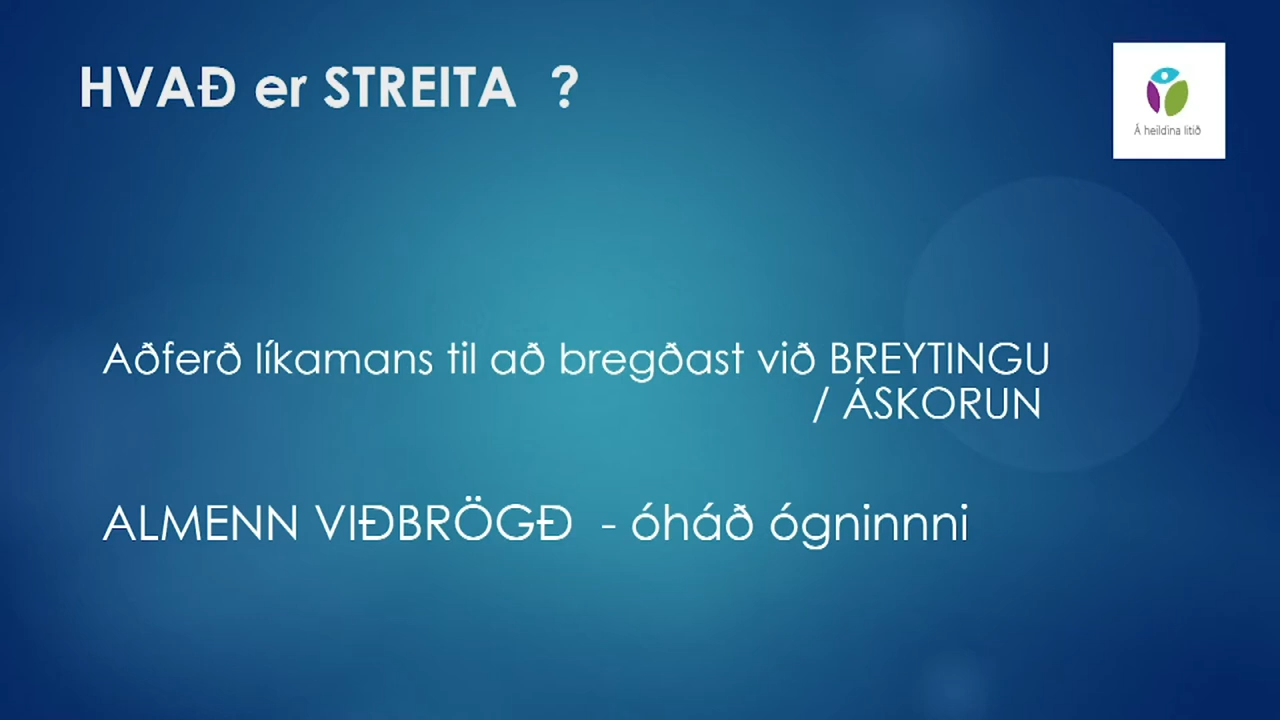 HVAÐ er STREITA ?
Á heildina litið
Aðferð líkamans til að bregðast við BREYTINGU
/ ÁSKORUN
ALMENN VIÐBRÖGÐ - óháð ógninnni